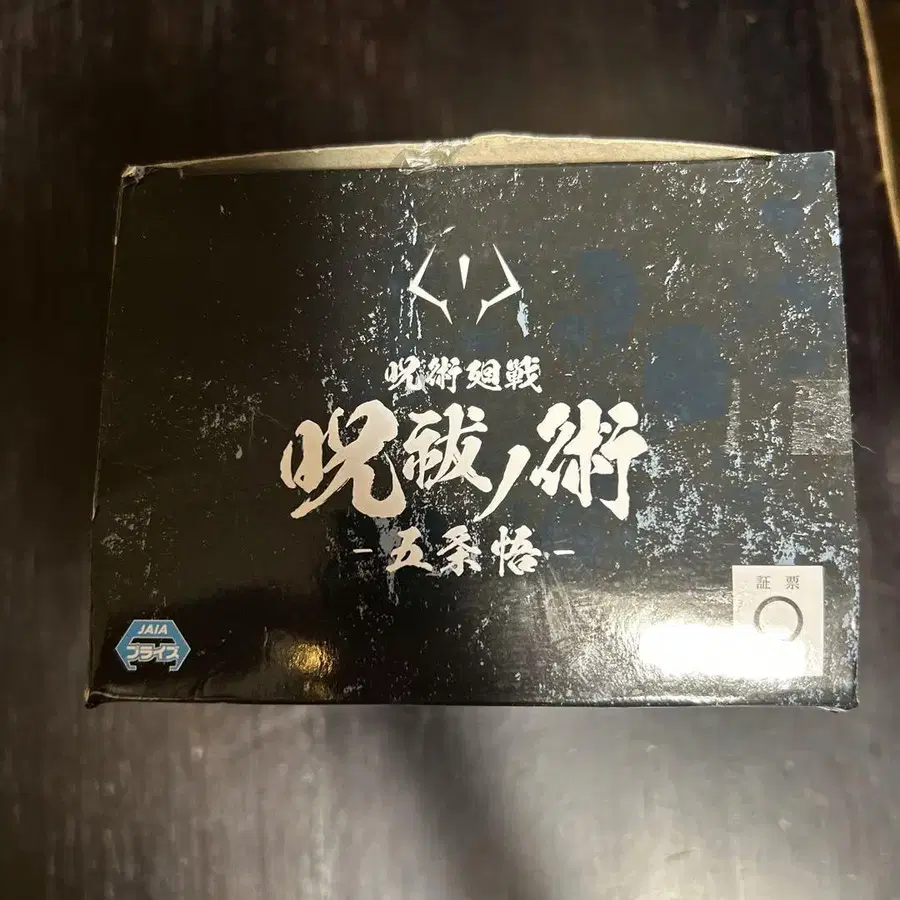 呪術廻戦
呪祓ノ術
-五条悟-
証 票
JAIA
プライズ